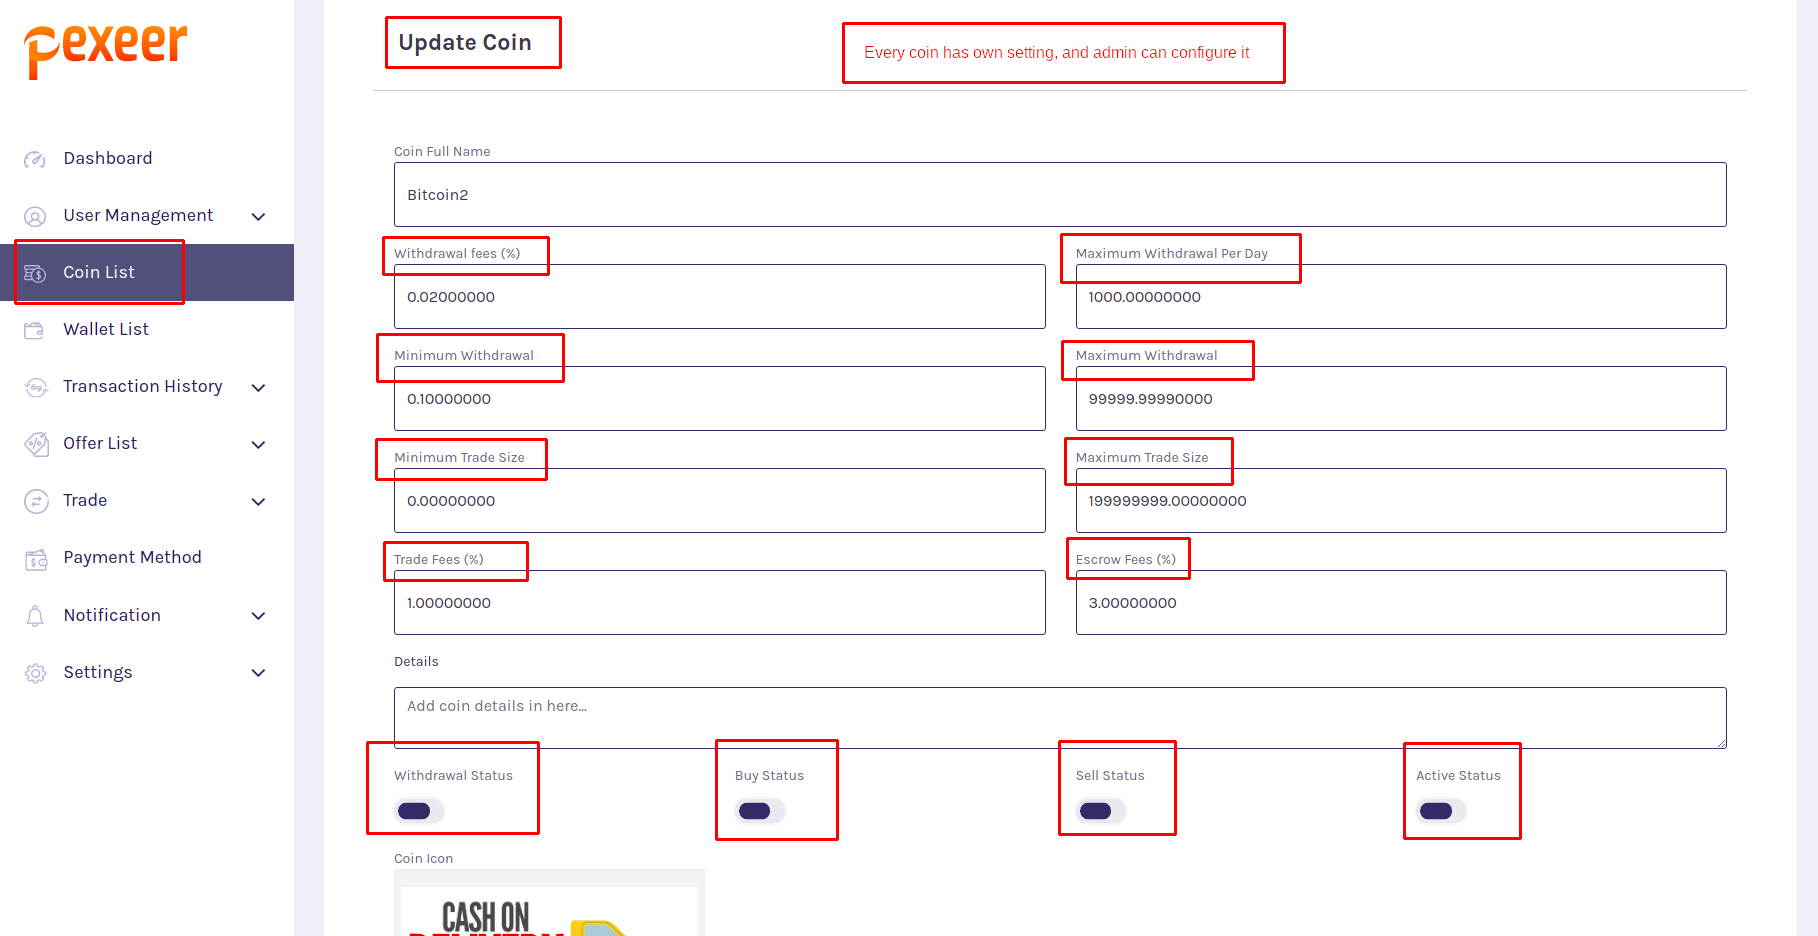 pexeer
Dashboard
User Management
Coin List
Wallet List
Transaction History
Offer List
Trade
Payment Method
Notification
Settings
Update Coin
Every coin has own setting, and admin can configure it
Coin Full Name
Bitcoin2
Withdrawal fees (%)
0.02000000
Maximum Withdrawal Per Day
1000.00000000
Minimum Withdrawal
0.10000000
Maximum Withdrawal
99999.99990000
Minimum Trade Size
0.00000000
Maximum Trade Size
199999999.00000000
Trade Fees (%)
1.00000000
Escrow Fees (%)
3.00000000
Details
Add coin details in here...
Withdrawal Status
Buy Status
Sell Status
Active Status
Coin Icon
CASH ON
DELIVERY